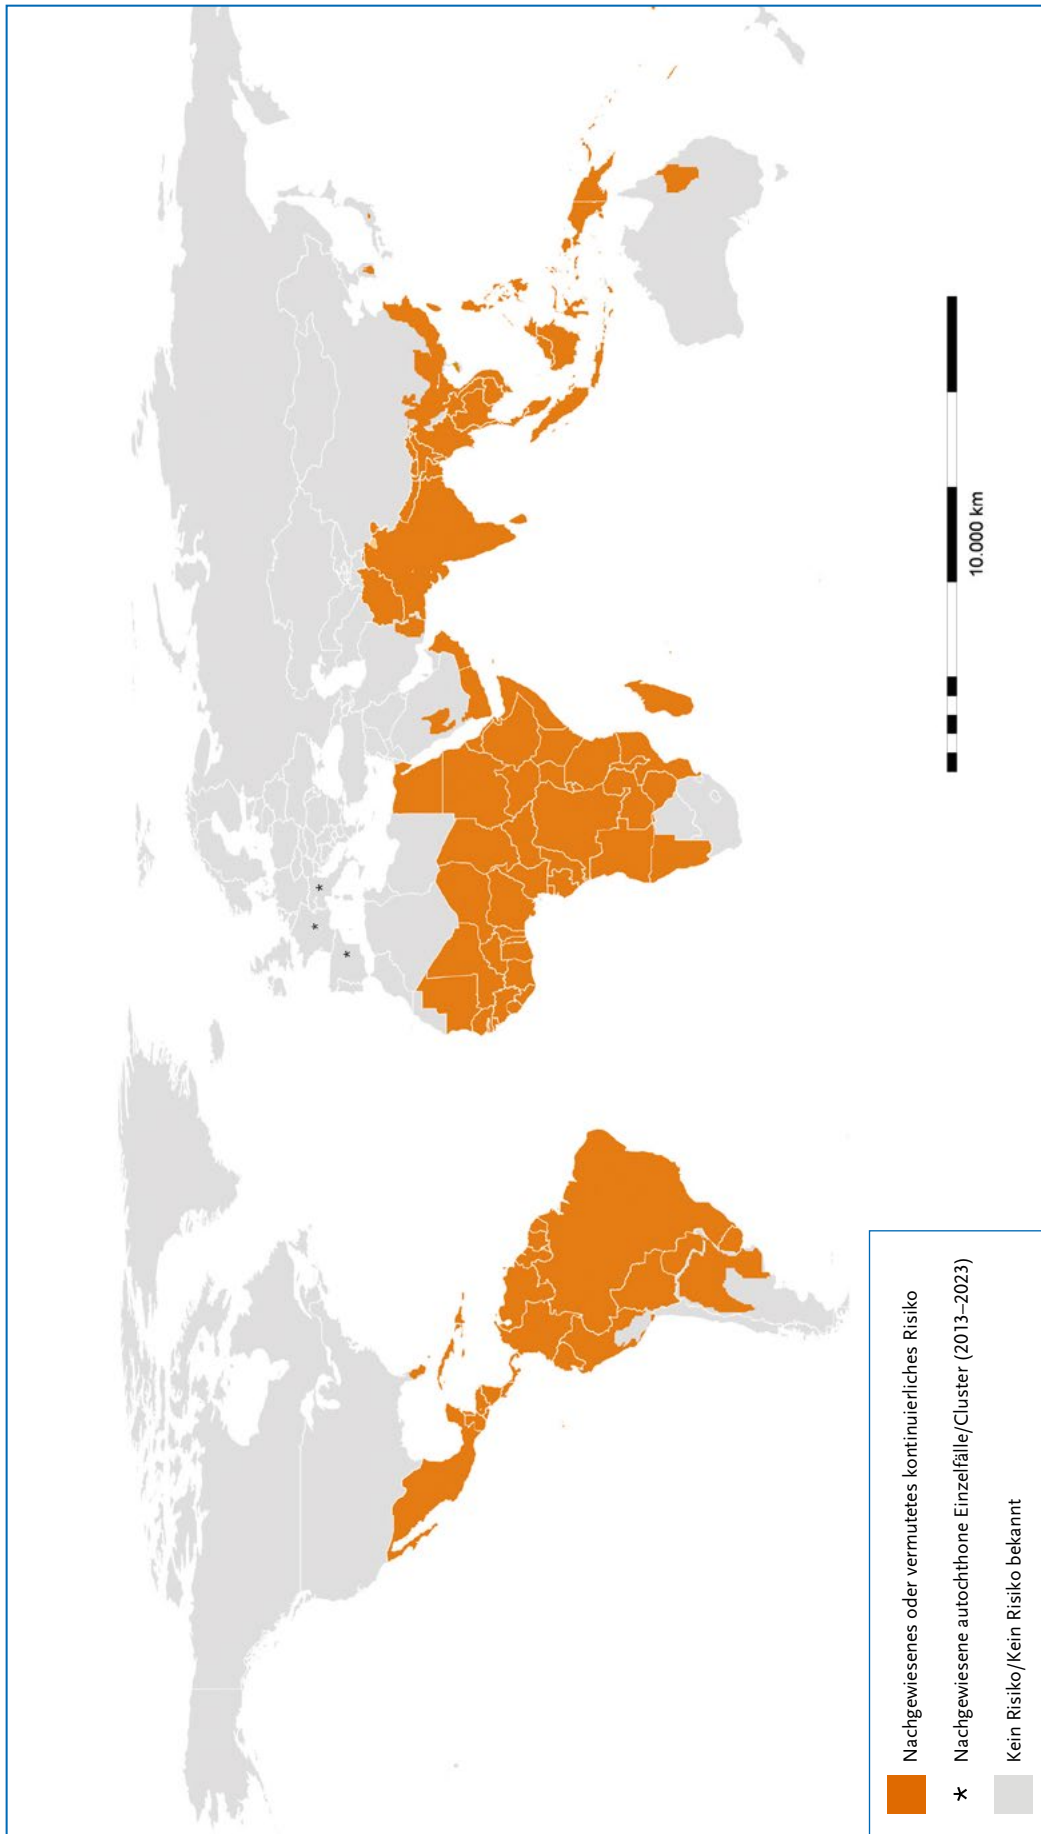 10.000 km
Nachgewiesenes oder vermutetes kontinuierliches Risiko
* Nachgewiesene autochthone Einzelfälle/Cluster (2013–2023)
Kein Risiko/Kein Risiko bekannt